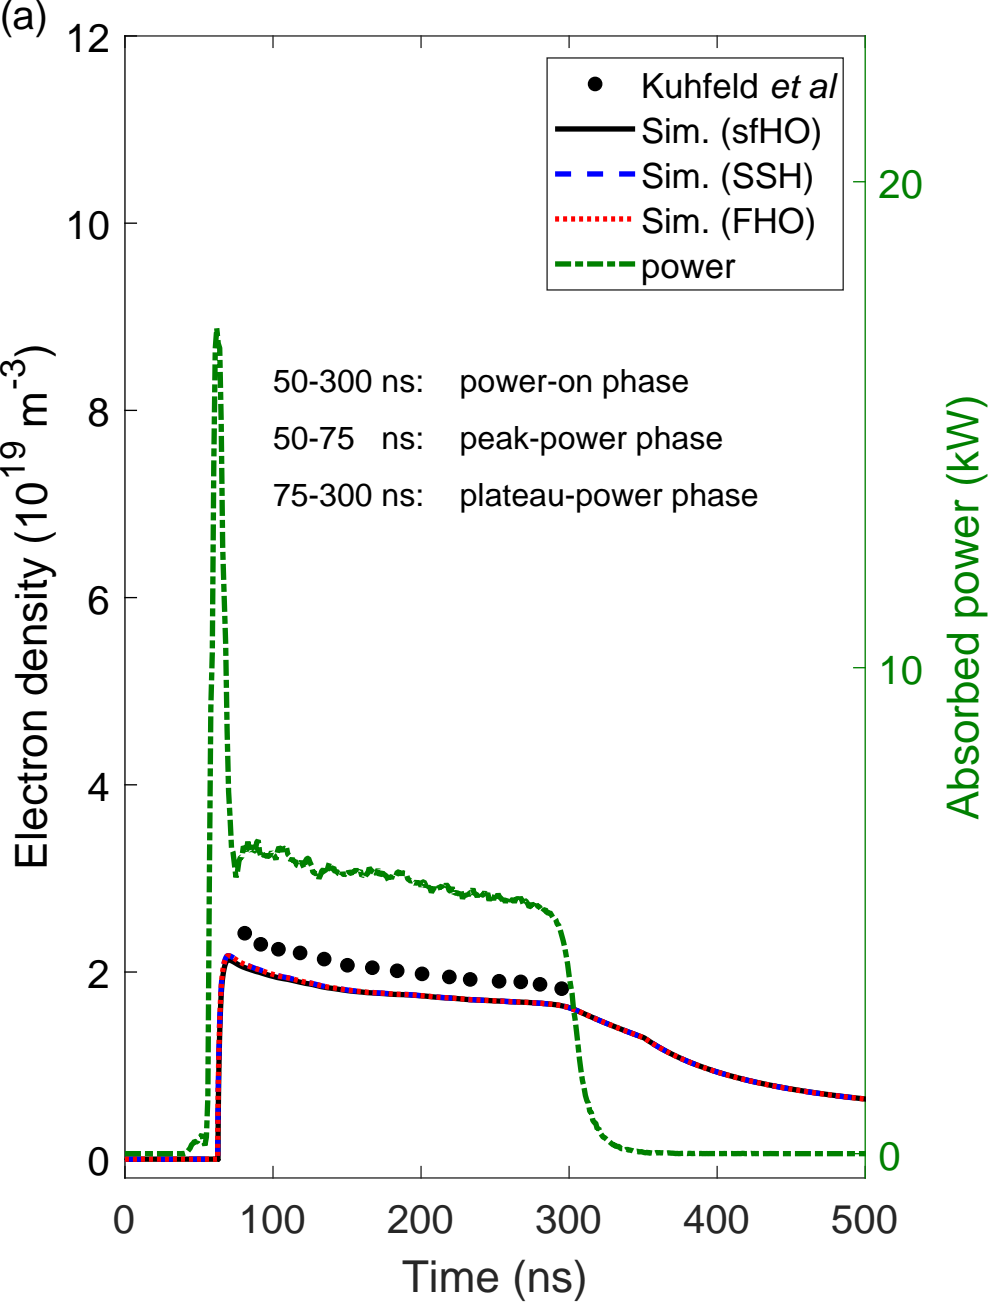 (a)
12
10
8
6
4
2
0
Electron density (10^19 m^-3)
Kuhfeld et al
Sim. (sfHO)
Sim. (SSH)
Sim. (FHO)
power
50-300 ns: power-on phase
50-75 ns: peak-power phase
75-300 ns: plateau-power phase
20
10
0
Absorbed power (kW)
0 100 200 300 400 500
Time (ns)